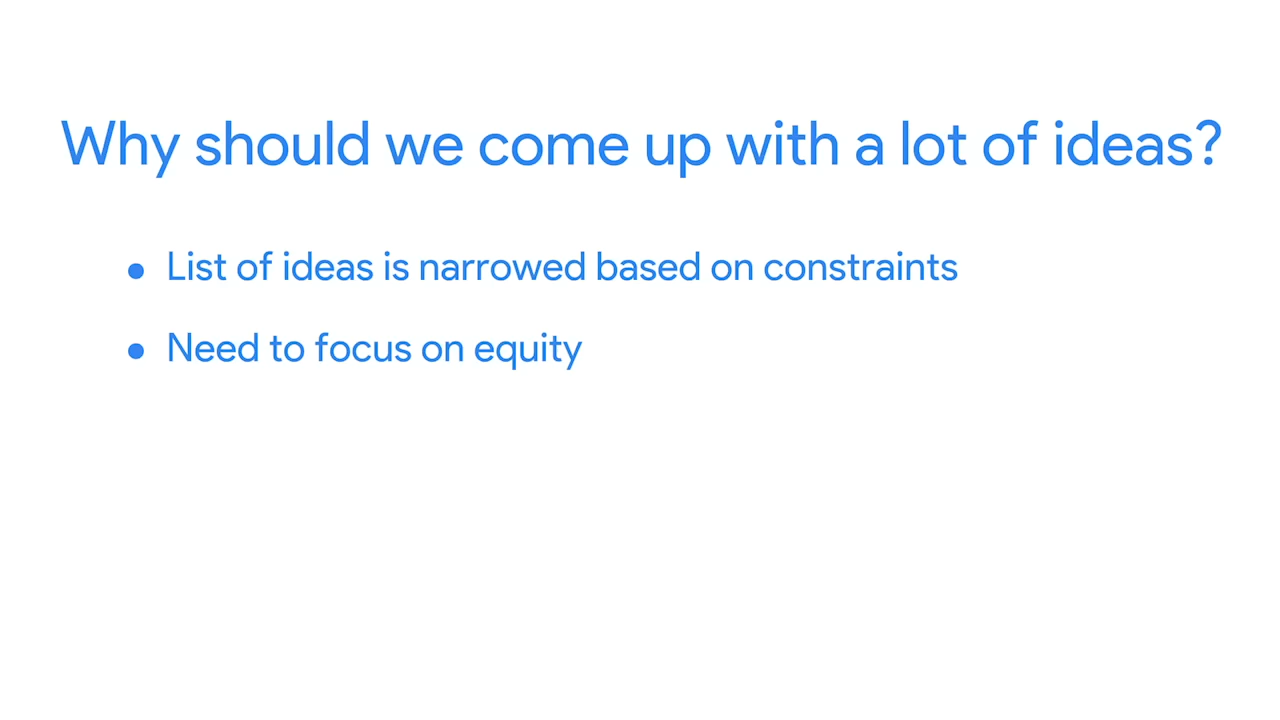 Why should we come up with a lot of ideas?
• List of ideas is narrowed based on constraints
• Need to focus on equity